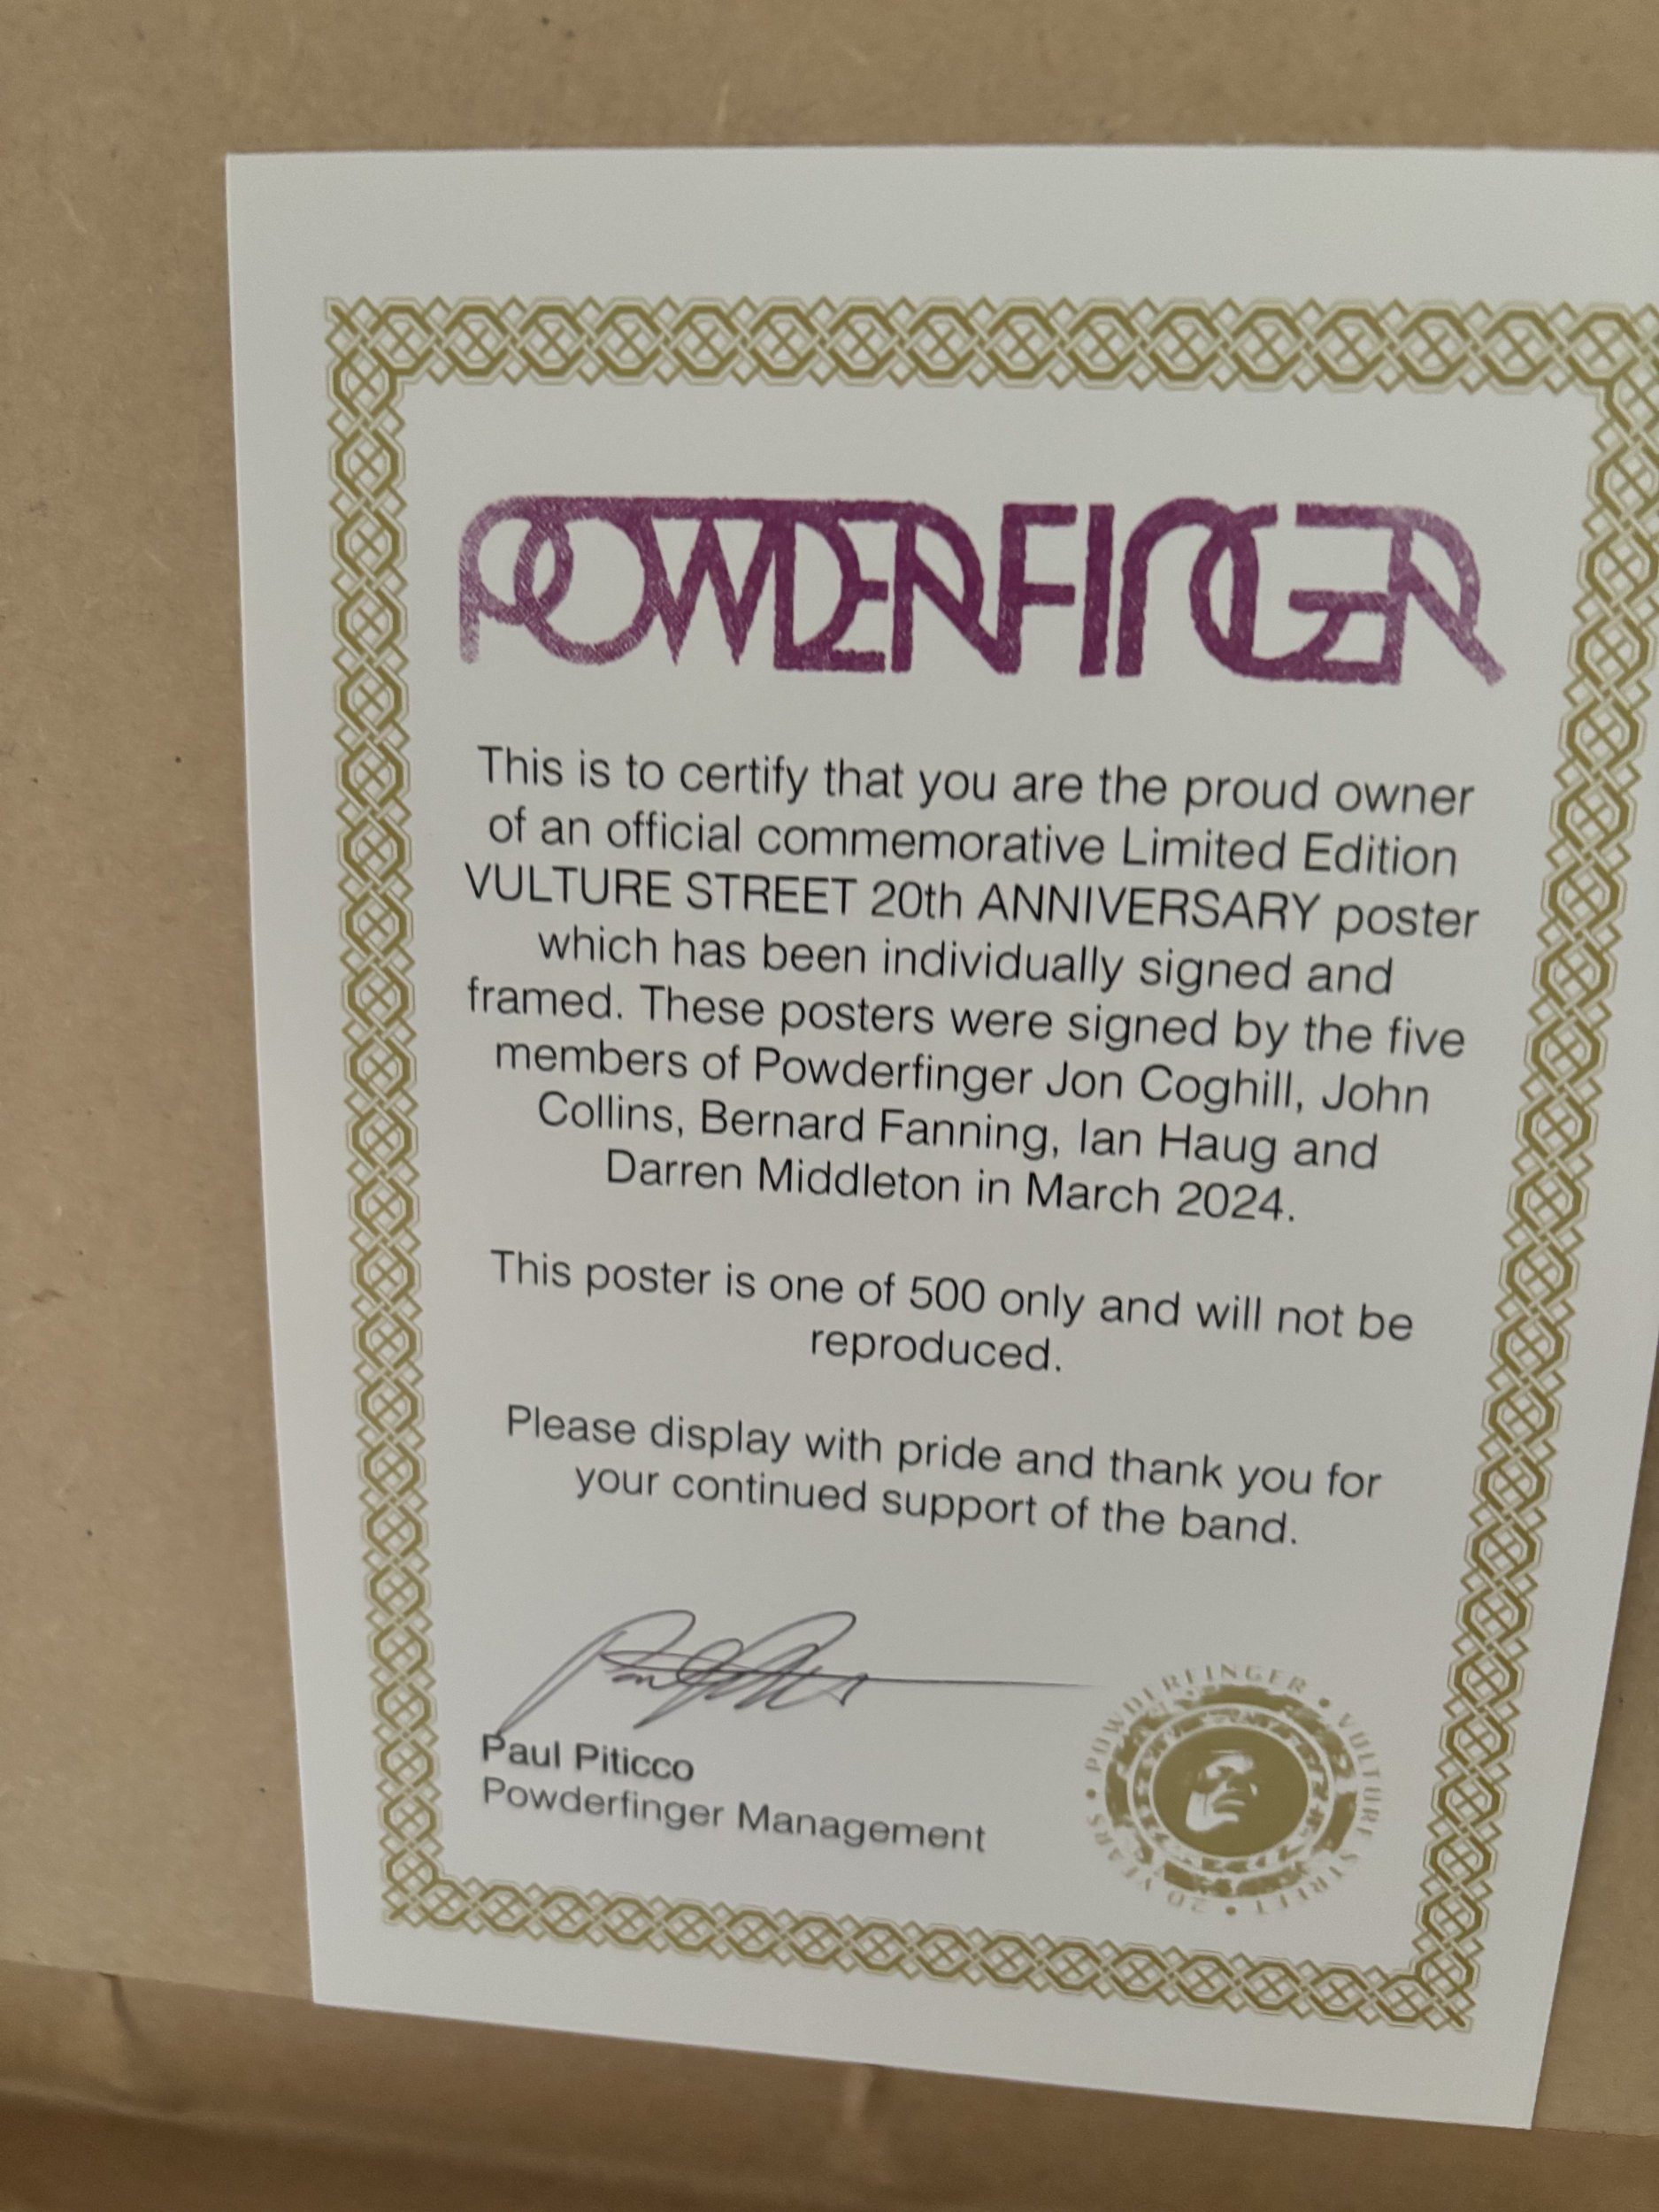 POWDERFINGER
This is to certify that you are the proud owner
of an official commemorative Limited Edition
VULTURE STREET 20th ANNIVERSARY poster
which has been individually signed and
framed. These posters were signed by the five
members of Powderfinger Jon Coghill, John
Collins, Bernard Fanning, Ian Haug and
Darren Middleton in March 2024.
This poster is one of 500 only and will not be
reproduced.
Please display with pride and thank you for
your continued support of the band.
Paul Piticco
Powderfinger Management
POWDERFINGER • VULTURE STREET • 20 YEARS •